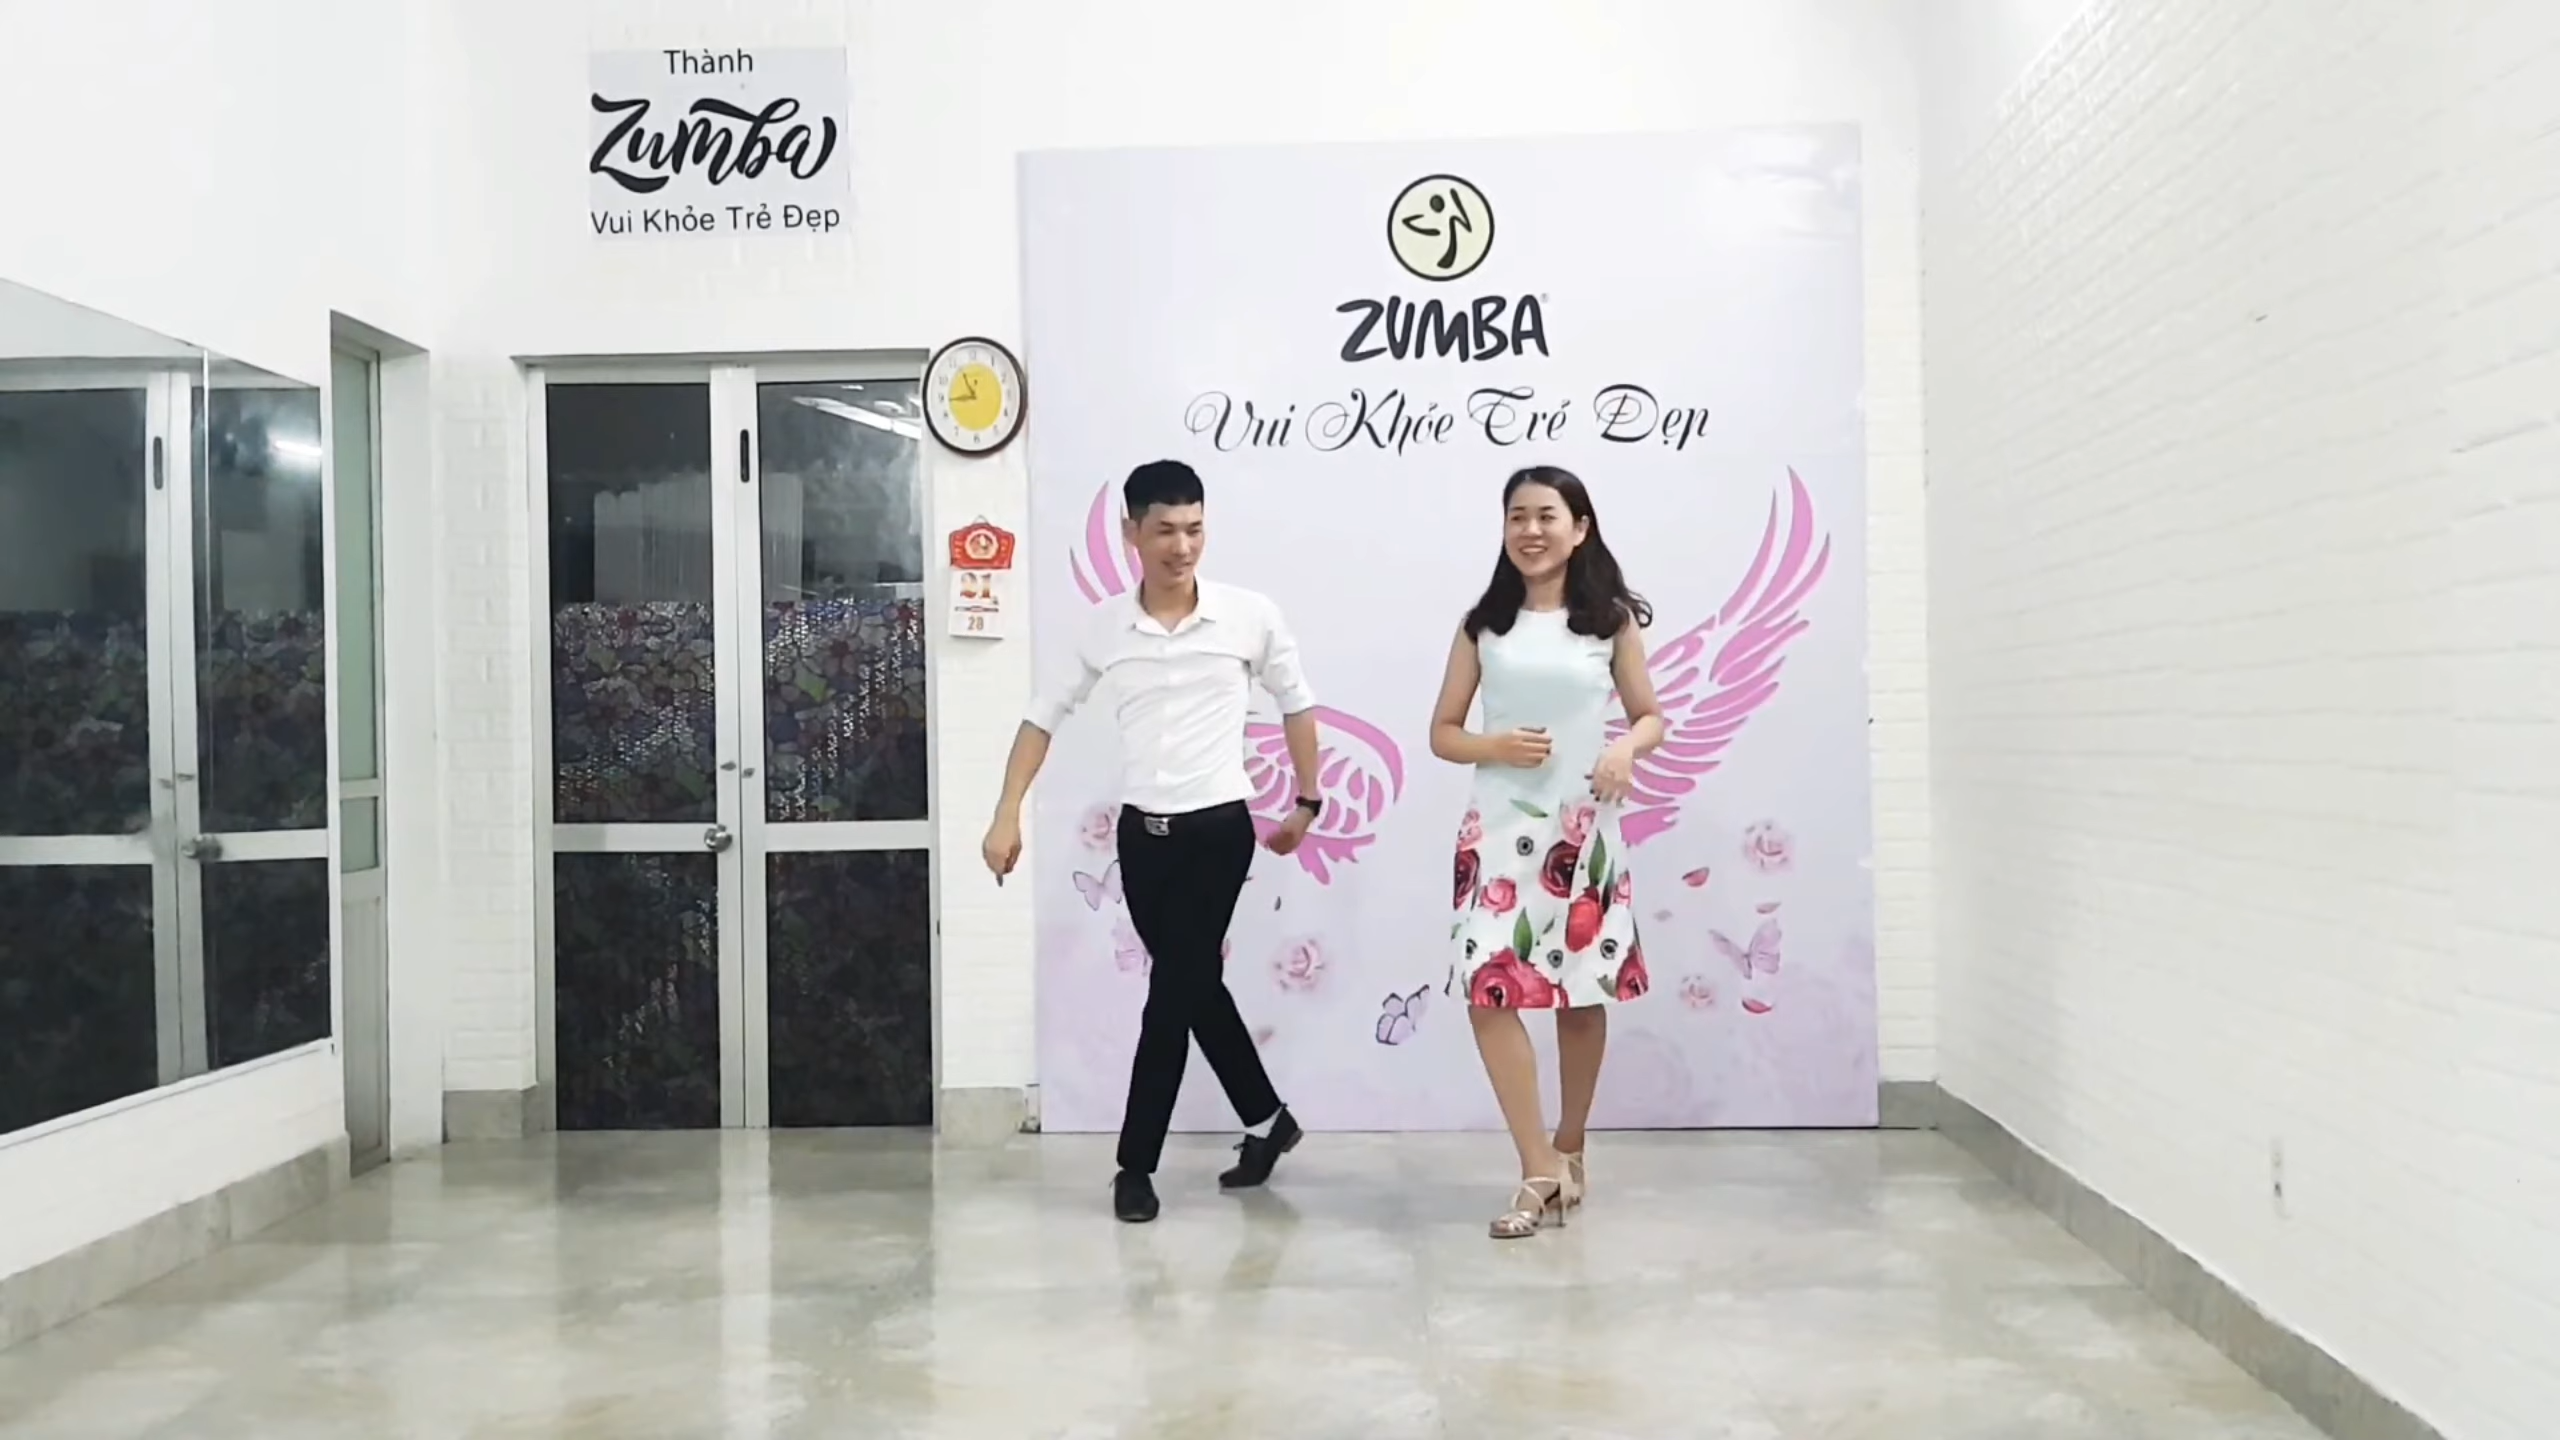 Thành
Zumba
Vui Khỏe Trẻ Đẹp
ZUMBA
Vui Khỏe Trẻ Đẹp
21
28